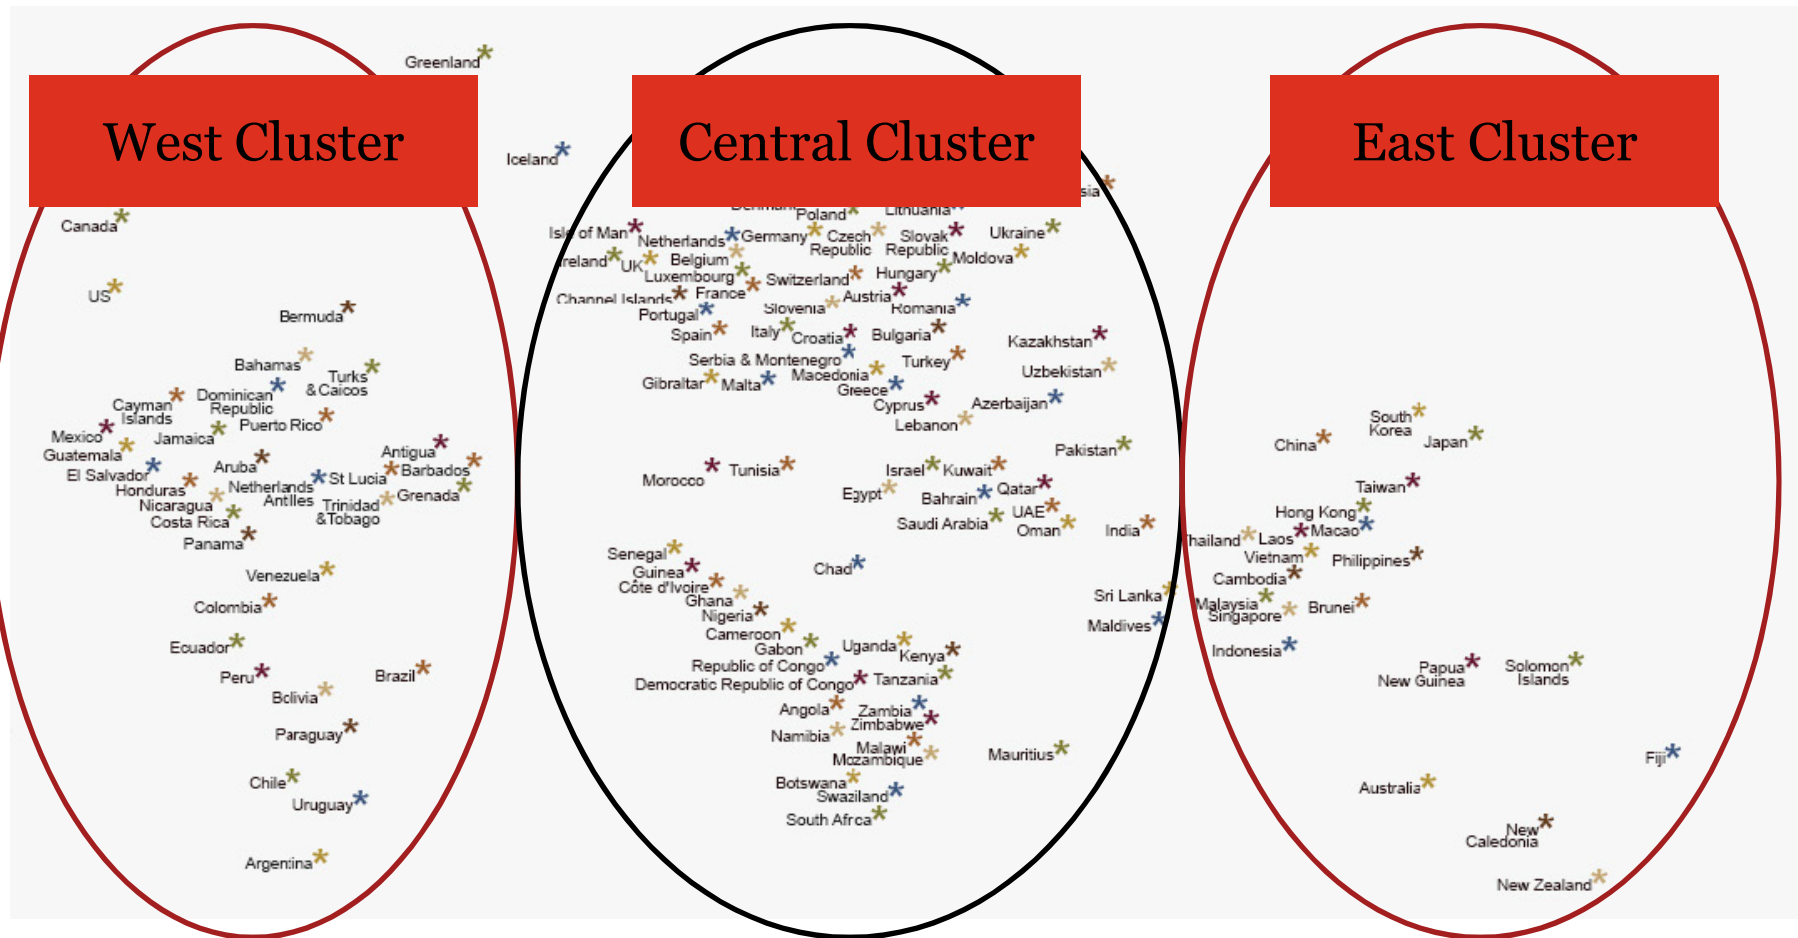 Greenland
West Cluster
Central Cluster
East Cluster
Iceland
Canada
Poland
Lithuania
Isle of Man
Netherlands
Germany
Czech
Republic
Slovak
Republic
Ukraine
UK
Belgium
Moldova
Luxembourg
Switzerland
Hungary
US
Channel Islands
France
Austria
Bermuda
Portugal
Slovenia
Romania
Spain
Italy
Croatia
Bulgaria
Kazakhstan
Bahamas
Serbia & Montenegro
Turkey
Uzbekistan
Turks
& Caicos
Gibraltar
Malta
Macedonia
Greece
Dominican
Republic
Cayman
Islands
Cyprus
Azerbaijan
Puerto Rico
Lebanon
South
Korea
Mexico
Jamaica
China
Japan
Guatemala
Antigua
Pakistan
El Salvador
Aruba
St Lucia
Barbados
Morocco
Tunisia
Israel
Kuwait
Honduras
Netherlands
Antilles
Grenada
Egypt
Bahrain
Qatar
Taiwan
Nicaragua
Trinidad
&Tobago
Costa Rica
Saudi Arabia
UAE
Oman
India
Hong Kong
Macao
Panama
Laos
Senegal
Vietnam
Philippines
Guinea
Chad
Venezuela
Cambodia
Côte d'Ivoire
Ghana
Sri Lanka
Colombia
Malaysia
Singapore
Brunei
Nigeria
Maldives
Cameroon
Ecuador
Gabon
Uganda
Kenya
Indonesia
Republic of Congo
Peru
Brazil
Democratic Republic of Congo
Tanzania
Papua
New Guinea
Solomon
Islands
Bolivia
Angola
Zambia
Zimbabwe
Paraguay
Namibia
Malawi
Mozambique
Mauritius
Fiji
Chile
Botswana
Australia
Uruguay
Swaziland
South Afrca
New
Caledonia
Argentina
New Zealand